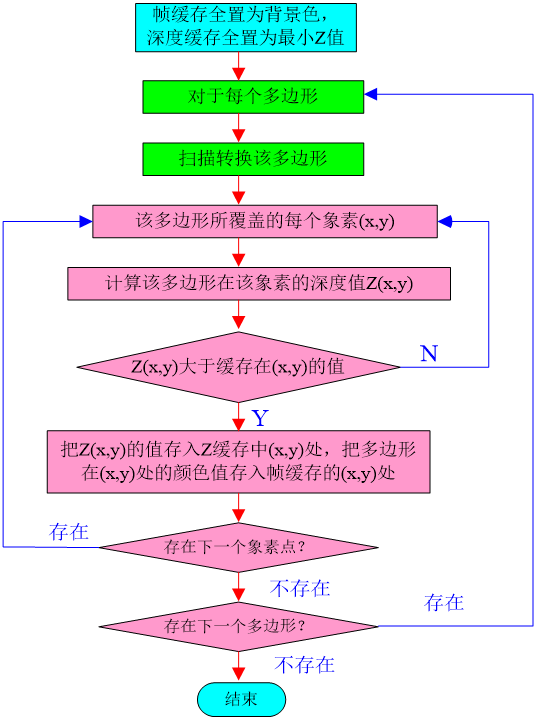 帧缓存全置为背景色，
深度缓存全置为最小Z值
对于每个多边形
扫描转换该多边形
该多边形所覆盖的每个象素(x,y)
计算该多边形在该象素的深度值Z(x,y)
Z(x,y)大于缓存在(x,y)的值
N
Y
把Z(x,y)的值存入Z缓存中(x,y)处，把多边形
在(x,y)处的颜色值存入帧缓存的(x,y)处
存在
存在下一个象素点？
不存在
存在
存在下一个多边形？
不存在
结束